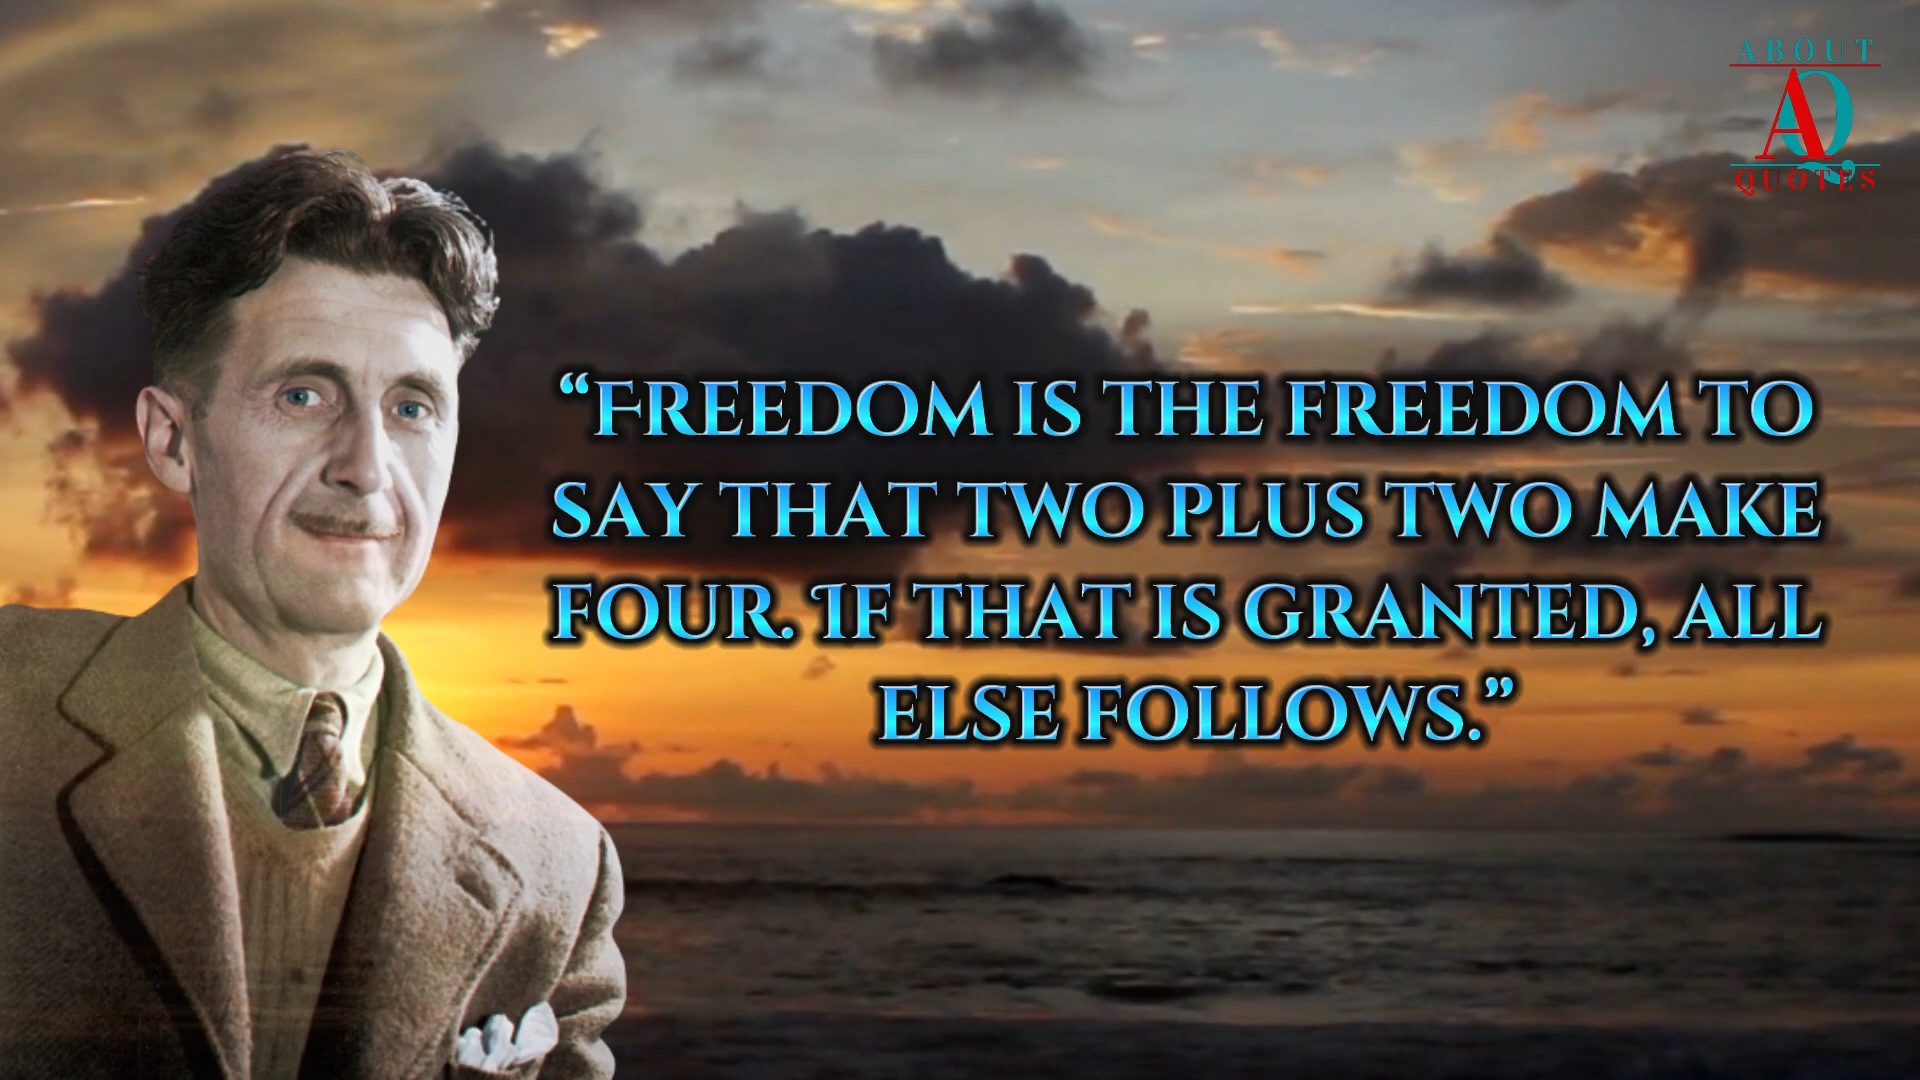 ABOUT
AQ
QUOTES
“FREEDOM IS THE FREEDOM TO
SAY THAT TWO PLUS TWO MAKE
FOUR. IF THAT IS GRANTED, ALL
ELSE FOLLOWS.”